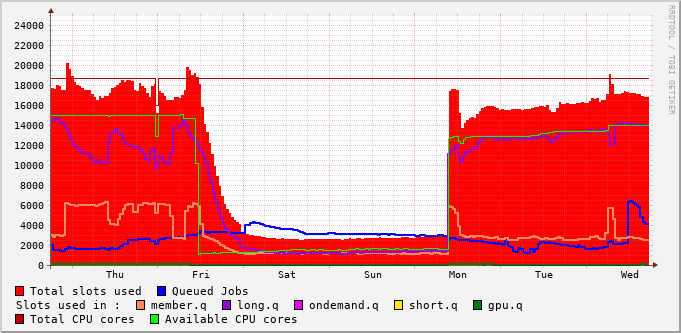 24000
22000
20000
18000
16000
14000
12000
10000
8000
6000
4000
2000
0
Thu Fri Sat Sun Mon Tue Wed
RRDTOOL / TOBI OETIKER
Total slots used Queued Jobs
Slots used in : member.q long.q ondemand.q short.q gpu.q
Total CPU cores Available CPU cores